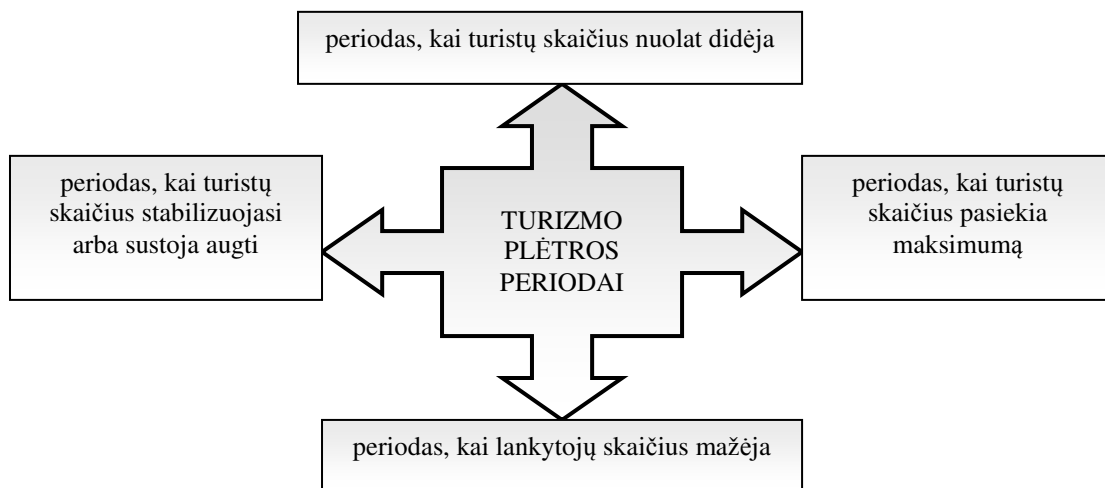 periodas, kai turistų skaičius nuolat didėja
periodas, kai turistų
skaičius stabilizuojasi
arba sustoja augti
TURIZMO
PLĖTROS
PERIODAI
periodas, kai turistų
skaičius pasiekia
maksimumą
periodas, kai lankytojų skaičius mažėja